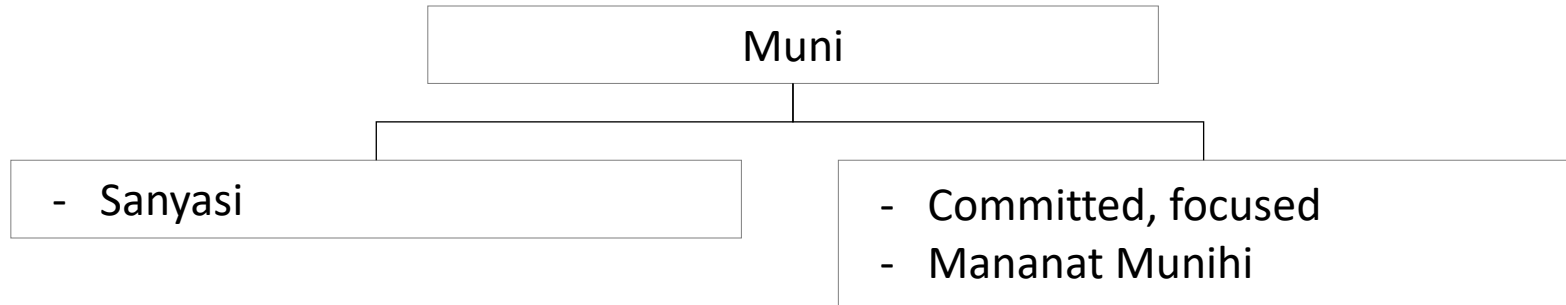 Muni
- Sanyasi
- Committed, focused
- Mananat Munihi